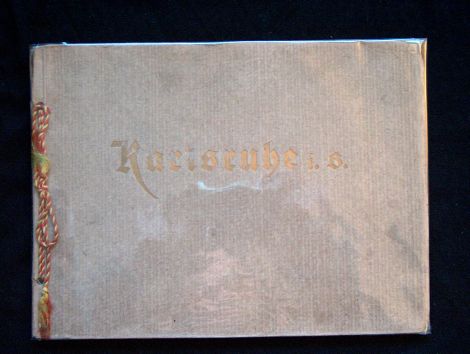 Karlsruhe i. S.